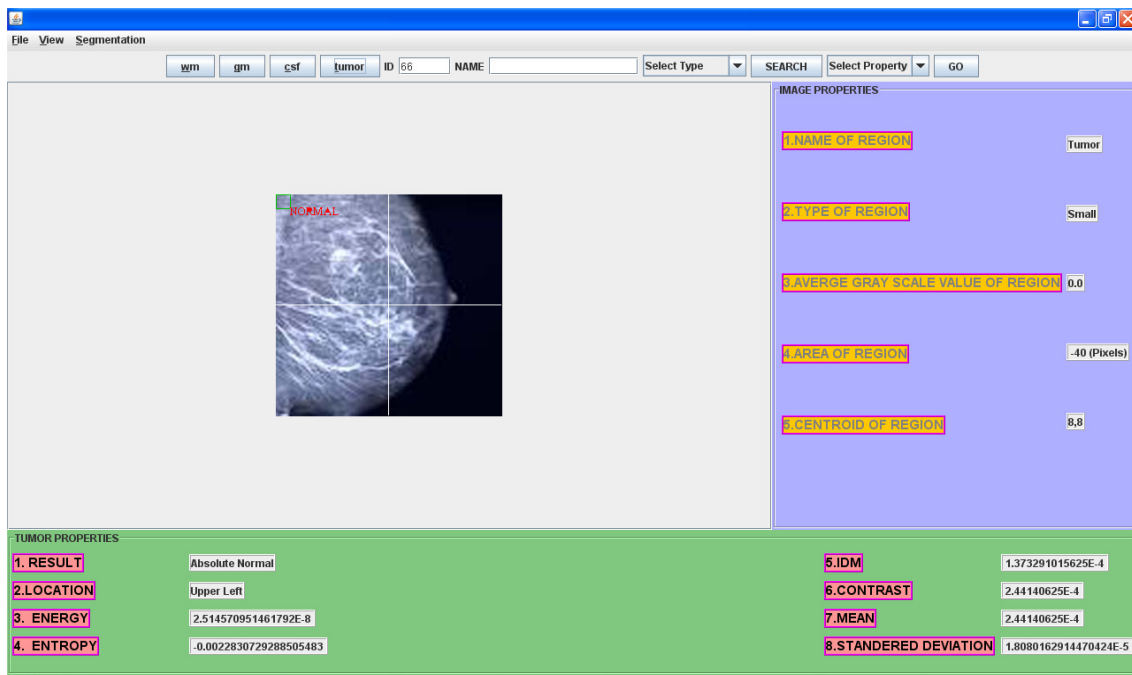 File View Segmentation
wm gm csf tumor ID 66 NAME Select Type SEARCH Select Property GO
IMAGE PROPERTIES
1.NAME OF REGION Tumor
2.TYPE OF REGION Small
3.AVERGE GRAY SCALE VALUE OF REGION 0.0
4.AREA OF REGION -40 (Pixels)
5.CENTROID OF REGION 8,8
NORMAL
TUMOR PROPERTIES
1. RESULT Absolute Normal 5.IDM 1.373291015625E-4
2.LOCATION Upper Left 6.CONTRAST 2.44140625E-4
3. ENERGY 2.514570951461792E-8 7.MEAN 2.44140625E-4
4. ENTROPY -0.0022830729288505483 8.STANDERED DEVIATION 1.8080162914470424E-5